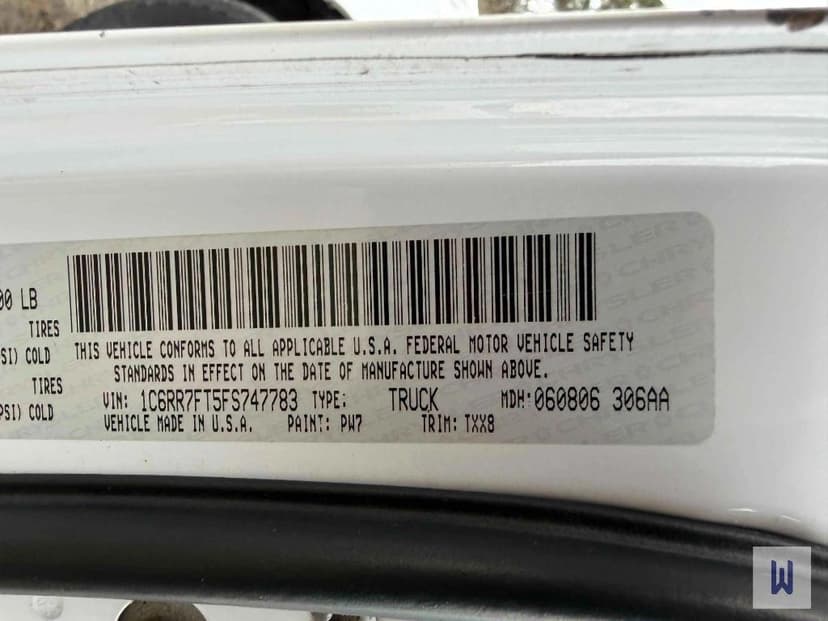 00 LB
TIRES
SI) COLD
TIRES
PSI) COLD
THIS VEHICLE CONFORMS TO ALL APPLICABLE U.S.A. FEDERAL MOTOR VEHICLE SAFETY
STANDARDS IN EFFECT ON THE DATE OF MANUFACTURE SHOWN ABOVE.
VIN: 1C6RR7FT5FS747783 TYPE: TRUCK MDH: 060806 306AA
VEHICLE MADE IN U.S.A. PAINT: PW7 TRIM: TXX8
W